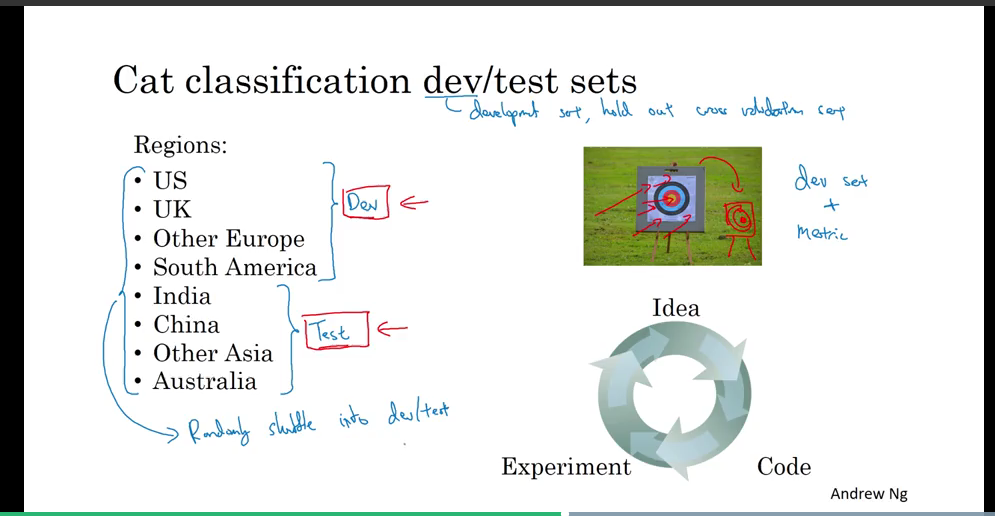 Cat classification dev/test sets
development set, hold out cross validation
Regions:
• US
• UK
• Other Europe
• South America
• India
• China
• Other Asia
• Australia
Dev
Test
Randomly shuffle into dev/test
dev set
+
Metric
Idea
Experiment
Code
Andrew Ng